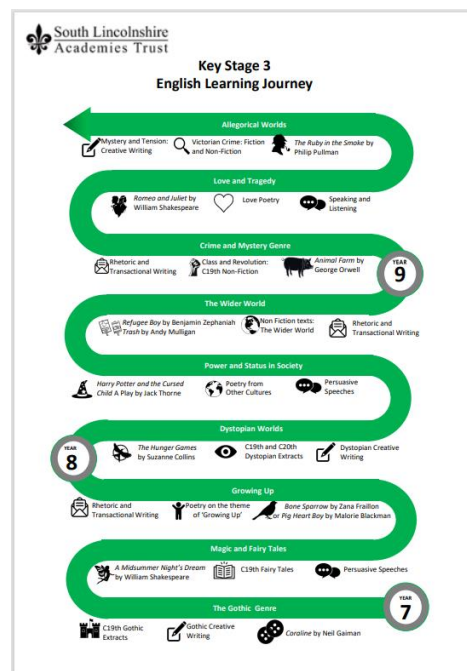 South Lincolnshire
Academies Trust
Key Stage 3
English Learning Journey
Allegorical Worlds
Mystery and Tension:
Creative Writing
Victorian Crime: Fiction
and Non-Fiction
The Ruby in the Smoke by
Philip Pullman
Love and Tragedy
Romeo and Juliet by
William Shakespeare
Love Poetry
Speaking and
Listening
Crime and Mystery Genre
Rhetoric and
Transactional Writing
Class and Revolution:
C19th Non-Fiction
Animal Farm by
George Orwell
YEAR
9
The Wider World
Refugee Boy by Benjamin Zephaniah
Trash by Andy Mulligan
Non Fiction texts:
The Wider World
Rhetoric and
Transactional Writing
Power and Status in Society
Harry Potter and the Cursed
Child A Play by Jack Thorne
Poetry from
Other Cultures
Persuasive
Speeches
Dystopian Worlds
YEAR
8
The Hunger Games
by Suzanne Collins
C19th and C20th
Dystopian Extracts
Dystopian Creative
Writing
Growing Up
Rhetoric and
Transactional Writing
Poetry on the theme
of 'Growing Up'
Bone Sparrow by Zana Fraillon
or Pig Heart Boy by Malorie Blackman
Magic and Fairy Tales
A Midsummer Night's Dream
by William Shakespeare
C19th Fairy Tales
Persuasive Speeches
YEAR
7
The Gothic Genre
C19th Gothic
Extracts
Gothic Creative
Writing
Coraline by Neil Gaiman